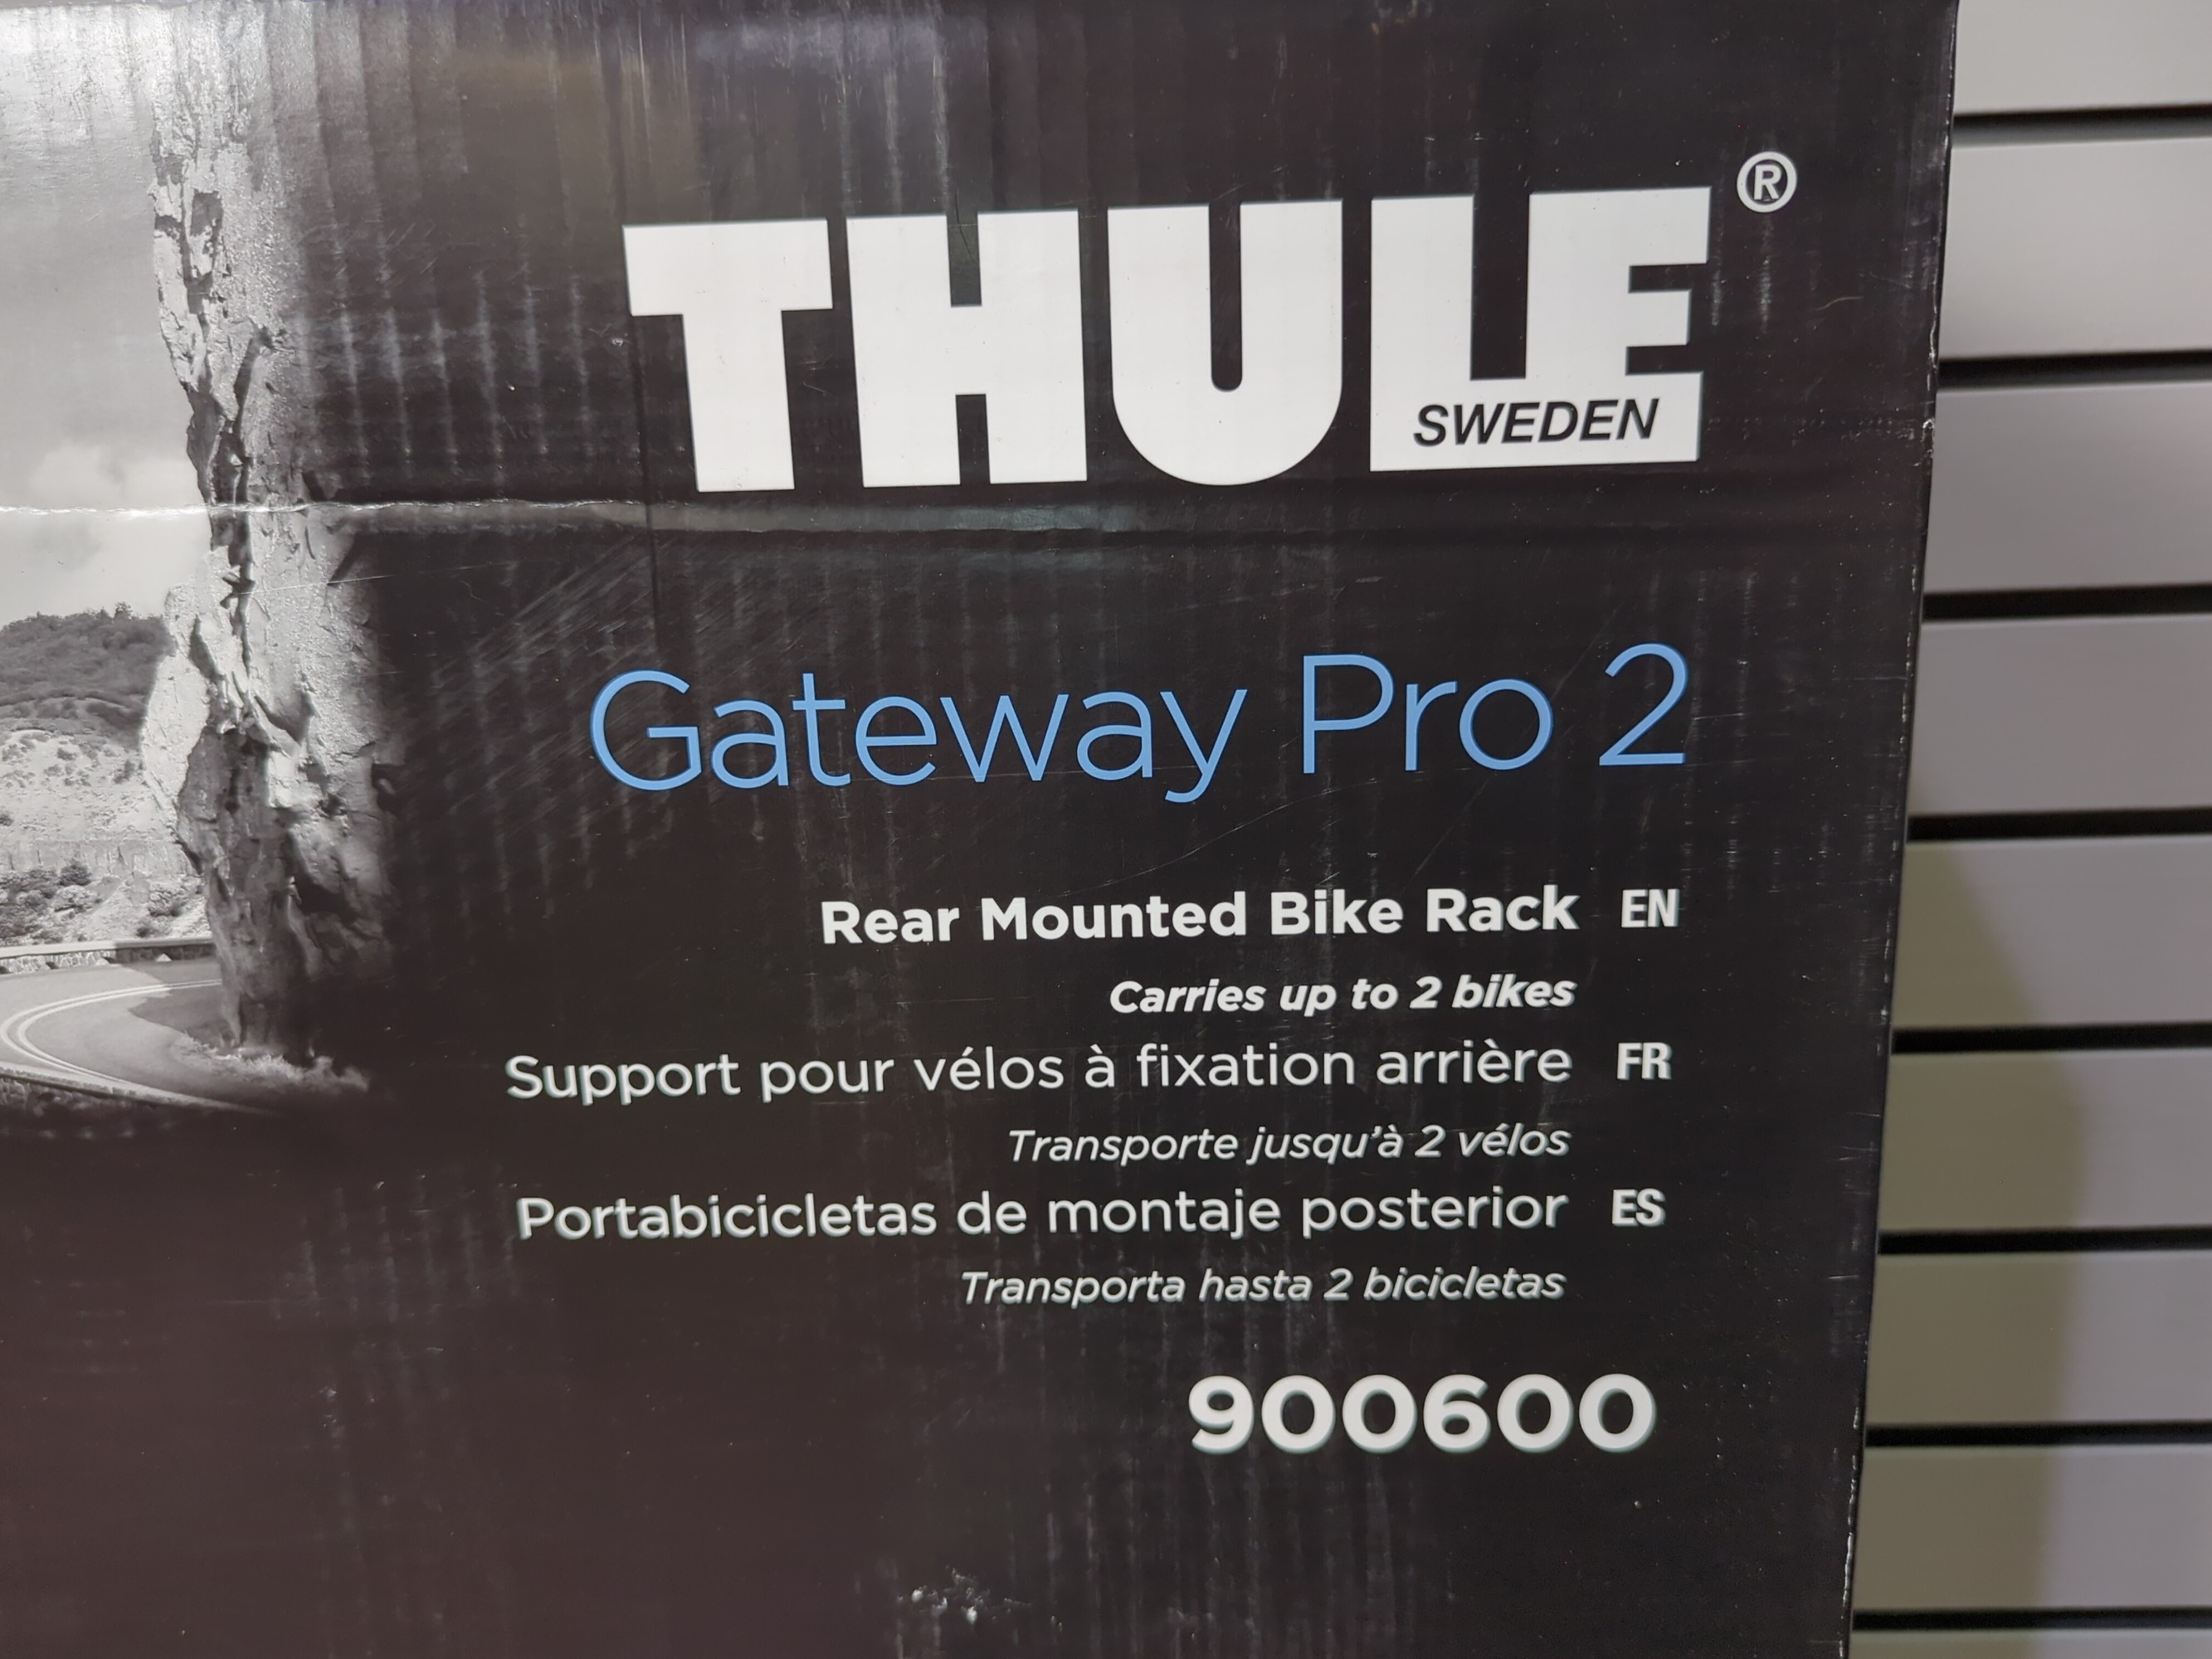 THULE®
SWEDEN
Gateway Pro 2
Rear Mounted Bike Rack EN
Carries up to 2 bikes
Support pour vélos à fixation arrière FR
Transporte jusqu'à 2 vélos
Portabicicletas de montaje posterior ES
Transporta hasta 2 bicicletas
900600